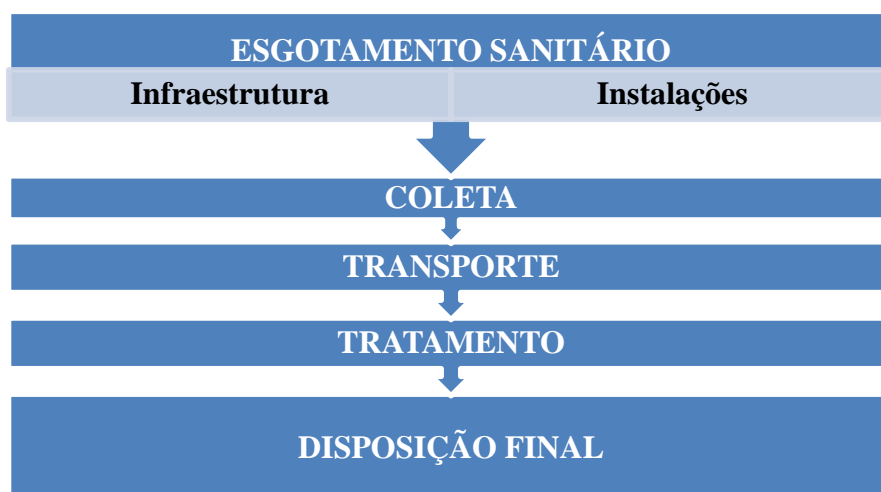 ESGOTAMENTO SANITÁRIO
Infraestrutura
Instalações
COLETA
TRANSPORTE
TRATAMENTO
DISPOSIÇÃO FINAL